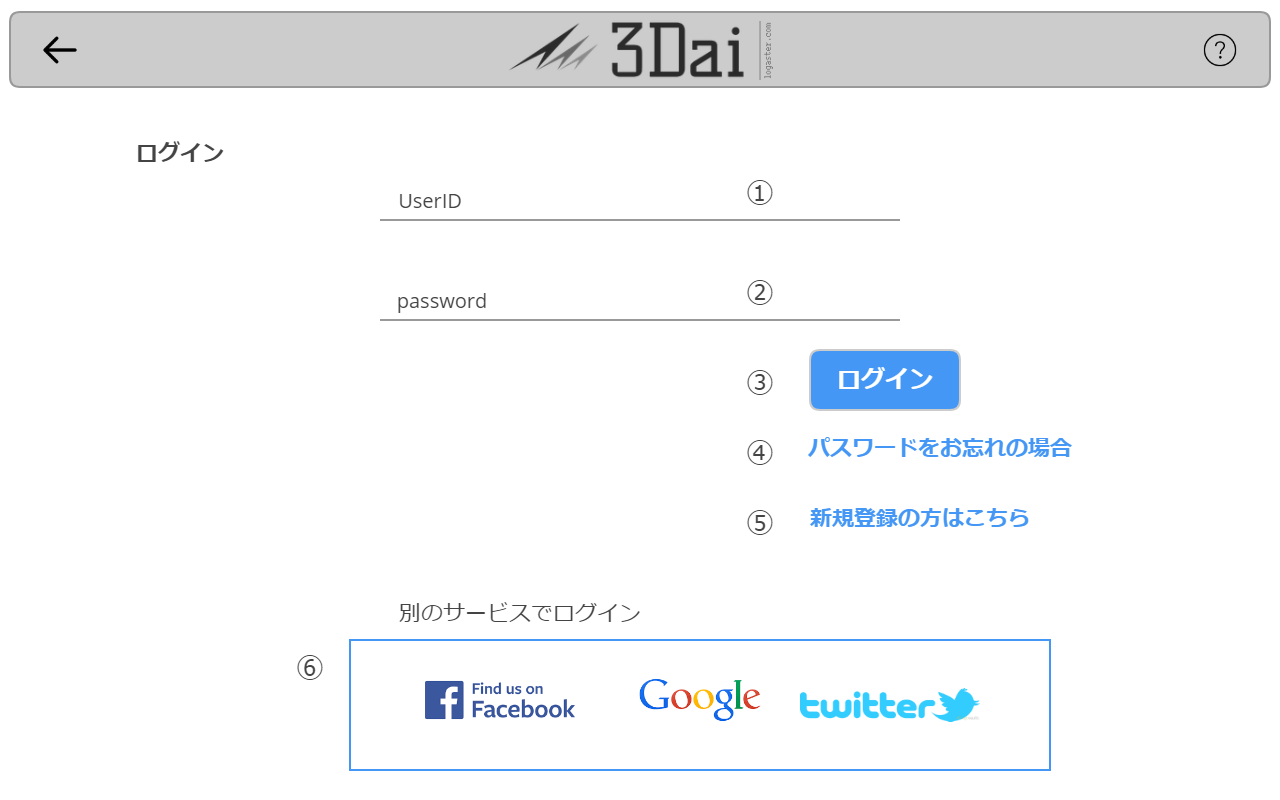 3Dai
logaster.com
?
ログイン
UserID ①
password ②
③ ログイン
④ パスワードをお忘れの場合
⑤ 新規登録の方はこちら
別のサービスでログイン
⑥
Find us on
Facebook
Google
twitter